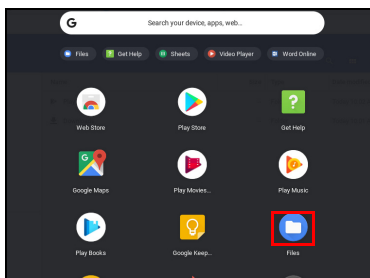 G Search your device, apps, web...
Files Get Help Sheets Video Player Word Online
Web Store Play Store Get Help
Google Maps Play Movies... Play Music
Play Books Google Keep... Files